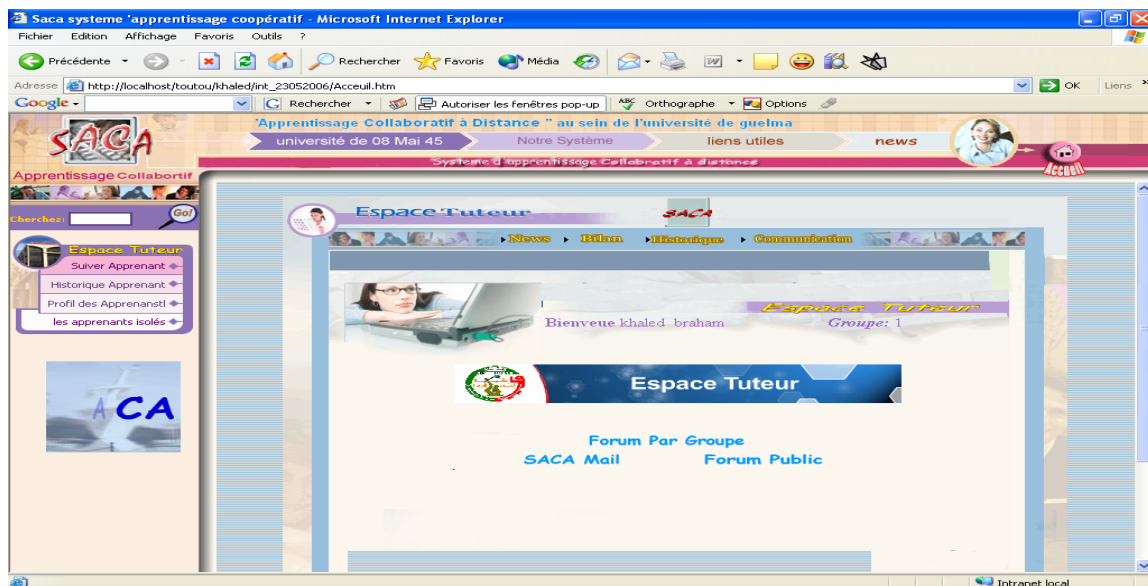 Saca systeme 'apprentissage coopératif - Microsoft Internet Explorer
Fichier Edition Affichage Favoris Outils ?
Précédente Rechercher Favoris Média
Adresse http://localhost/toutou/khaled/int_23052006/Acceuil.htm OK Liens »
Google Rechercher Autoriser les fenêtres pop-up Orthographe Options
SACA
'Apprentissage Collaboratif à Distance " au sein de l'université de guelma
université de 08 Mai 45 Notre Système liens utiles news
Systeme d'apprentissage Collabratif à distance
Accueil
Apprentissage Collabortif
Cherchez: Go!
Espace Tuteur
Suiver Apprenant
Historique Apprenant
Profil des Apprenanstl
les apprenants isolés
ACA
Espace Tuteur SACA
News Bilan Historique Communication
Espace Tuteur
Bienveue khaled braham Groupe: 1
Espace Tuteur
Forum Par Groupe
SACA Mail Forum Public
Intranet local